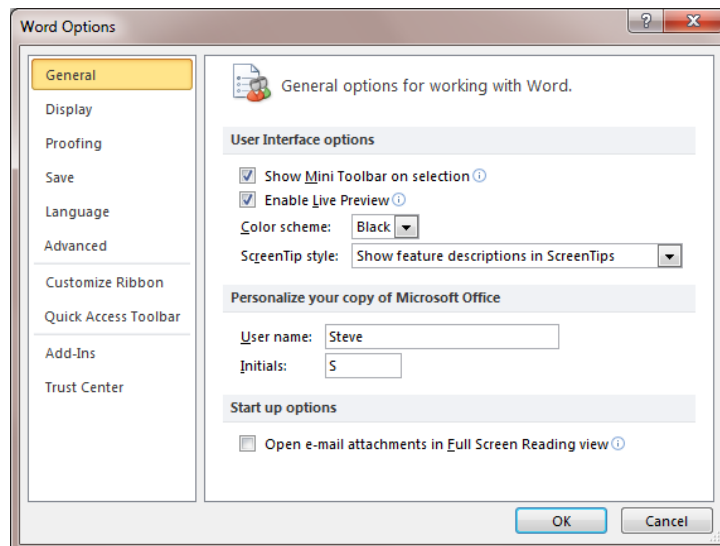 Word Options
General
Display
Proofing
Save
Language
Advanced
Customize Ribbon
Quick Access Toolbar
Add-Ins
Trust Center
General options for working with Word.
User Interface options
Show Mini Toolbar on selection
Enable Live Preview
Color scheme: Black
ScreenTip style: Show feature descriptions in ScreenTips
Personalize your copy of Microsoft Office
User name: Steve
Initials: S
Start up options
Open e-mail attachments in Full Screen Reading view
OK Cancel